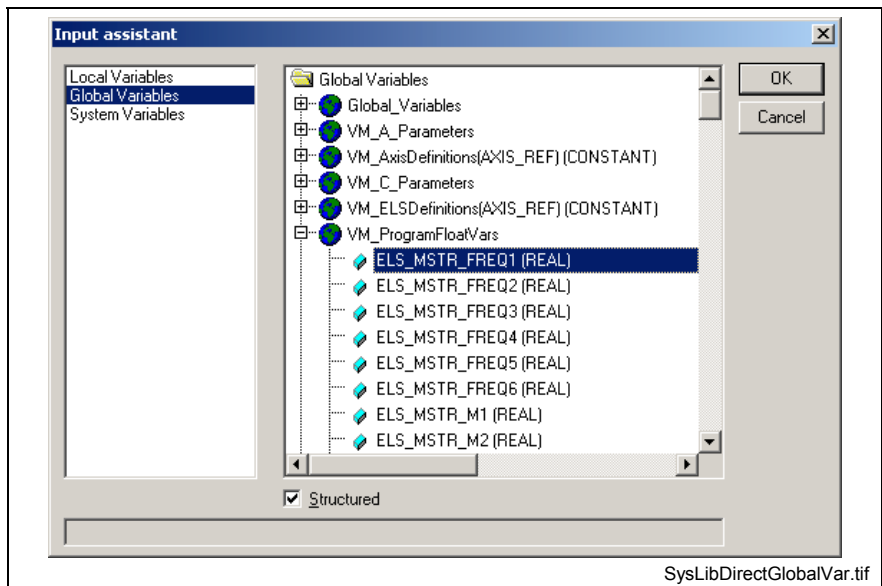 Input assistant
Local Variables
Global Variables
System Variables
Global Variables
Global_Variables
VM_A_Parameters
VM_AxisDefinitions(AXIS_REF) (CONSTANT)
VM_C_Parameters
VM_ELSDefinitions(AXIS_REF) (CONSTANT)
VM_ProgramFloatVars
ELS_MSTR_FREQ1 (REAL)
ELS_MSTR_FREQ2 (REAL)
ELS_MSTR_FREQ3 (REAL)
ELS_MSTR_FREQ4 (REAL)
ELS_MSTR_FREQ5 (REAL)
ELS_MSTR_FREQ6 (REAL)
ELS_MSTR_M1 (REAL)
ELS_MSTR_M2 (REAL)
OK
Cancel
Structured
SysLibDirectGlobalVar.tif